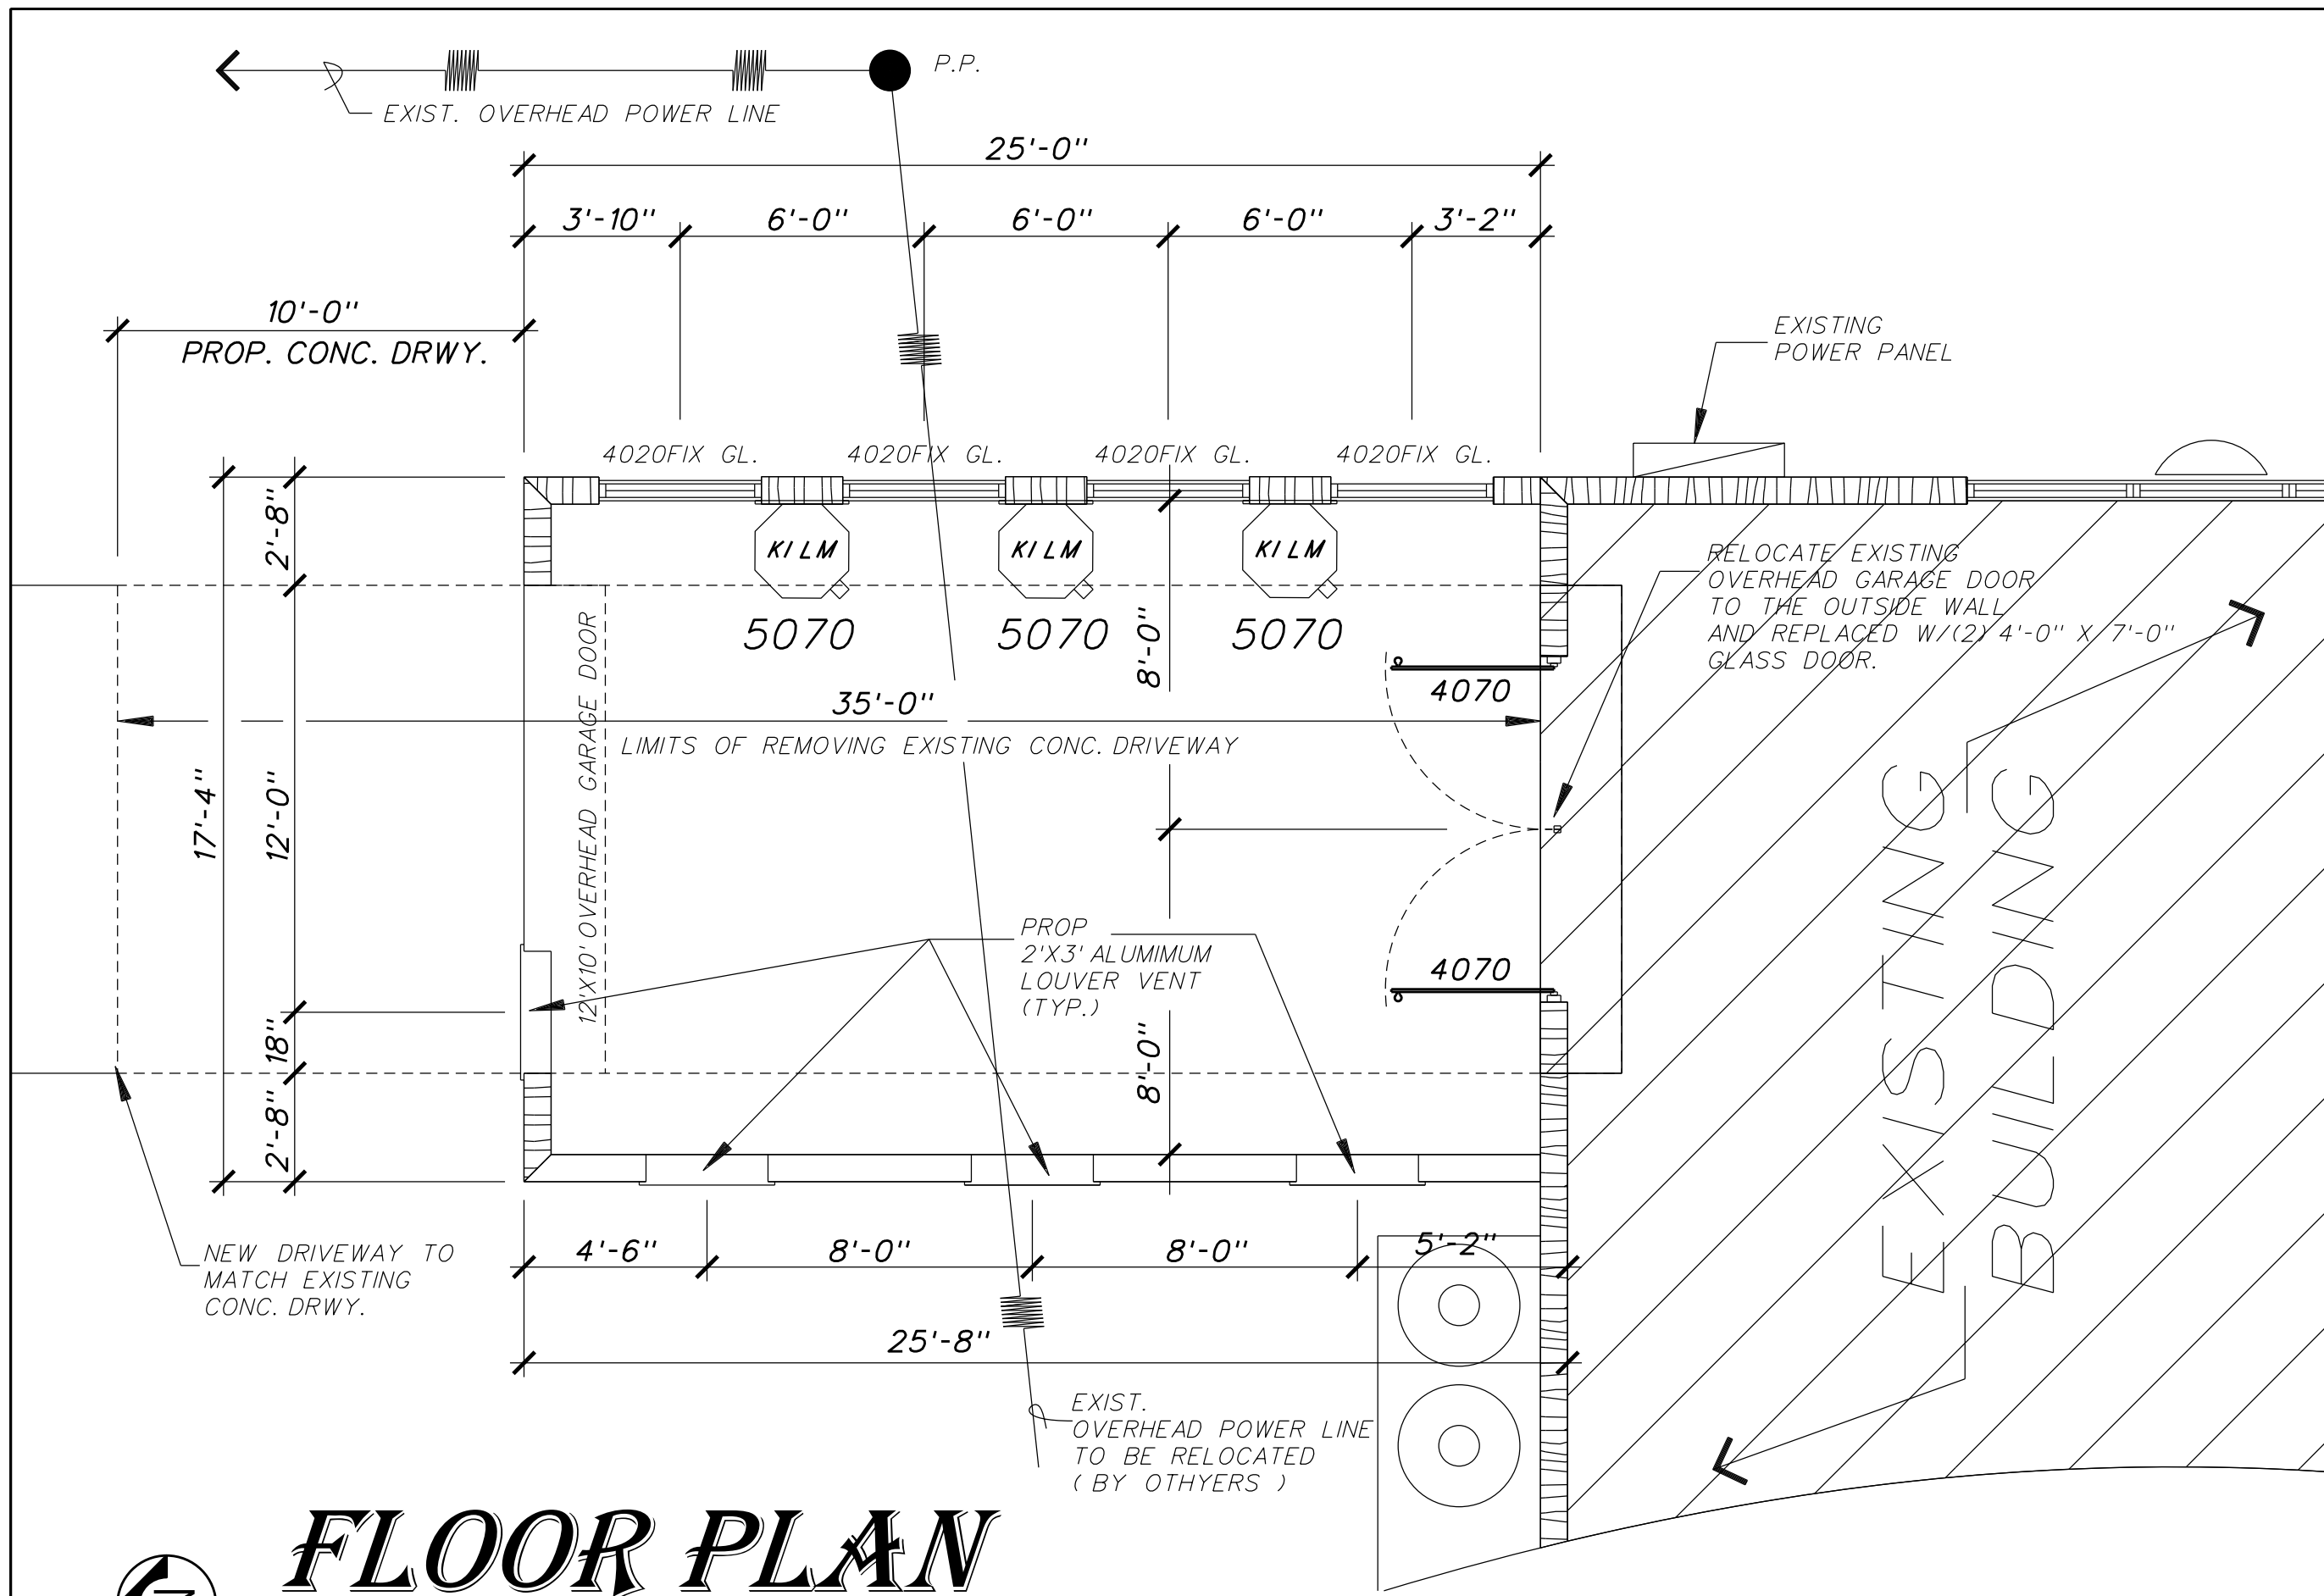 P.P.
EXIST. OVERHEAD POWER LINE
25'-0"
3'-10"
6'-0"
6'-0"
6'-0"
3'-2"
10'-0"
PROP. CONC. DRWY.
EXISTING
POWER PANEL
4020FIX GL.
4020FIX GL.
4020FIX GL.
4020FIX GL.
2'-8"
KILM
KILM
KILM
RELOCATE EXISTING
OVERHEAD GARAGE DOOR
TO THE OUTSIDE WALL
AND REPLACED W/(2) 4'-0" X 7'-0"
GLASS DOOR.
5070
5070
5070
8'-0"
4070
35'-0"
LIMITS OF REMOVING EXISTING CONC. DRIVEWAY
17'-4"
12'-0"
12'X10' OVERHEAD GARAGE DOOR
EXISTING
BUILDING
PROP
2'X3' ALUMIMUM
LOUVER VENT
(TYP.)
4070
18"
8'-0"
2'-8"
4'-6"
8'-0"
8'-0"
5'-2"
NEW DRIVEWAY TO
MATCH EXISTING
CONC. DRWY.
25'-8"
EXIST.
OVERHEAD POWER LINE
TO BE RELOCATED
( BY OTHYERS )
FLOOR PLAN